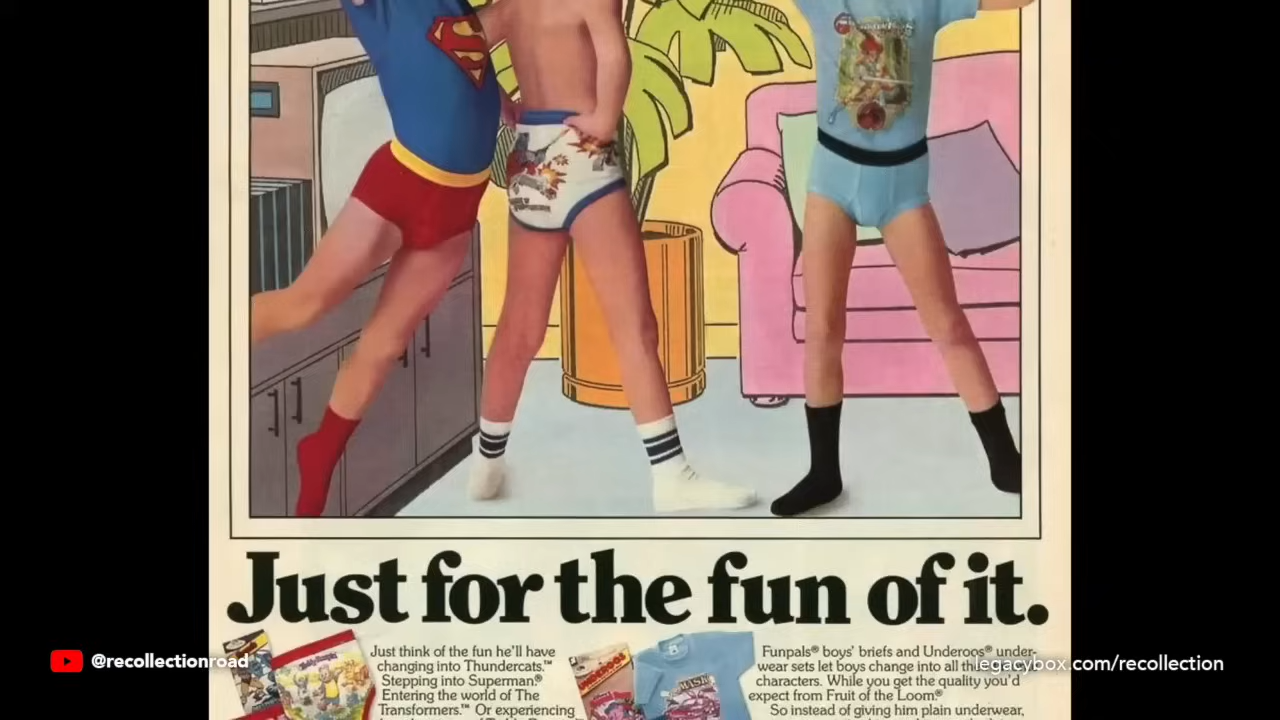 Just for the fun of it.
Just think of the fun he'll have
changing into Thundercats.™
Stepping into Superman.®
Entering the world of The
Transformers.™ Or experiencing
Funpals® boys' briefs and Underoos® under-
wear sets let boys change into all
characters. While you get the quality you'd
expect from Fruit of the Loom.®
So instead of giving him plain underwear,
@recollectionroad
legacybox.com/recollection